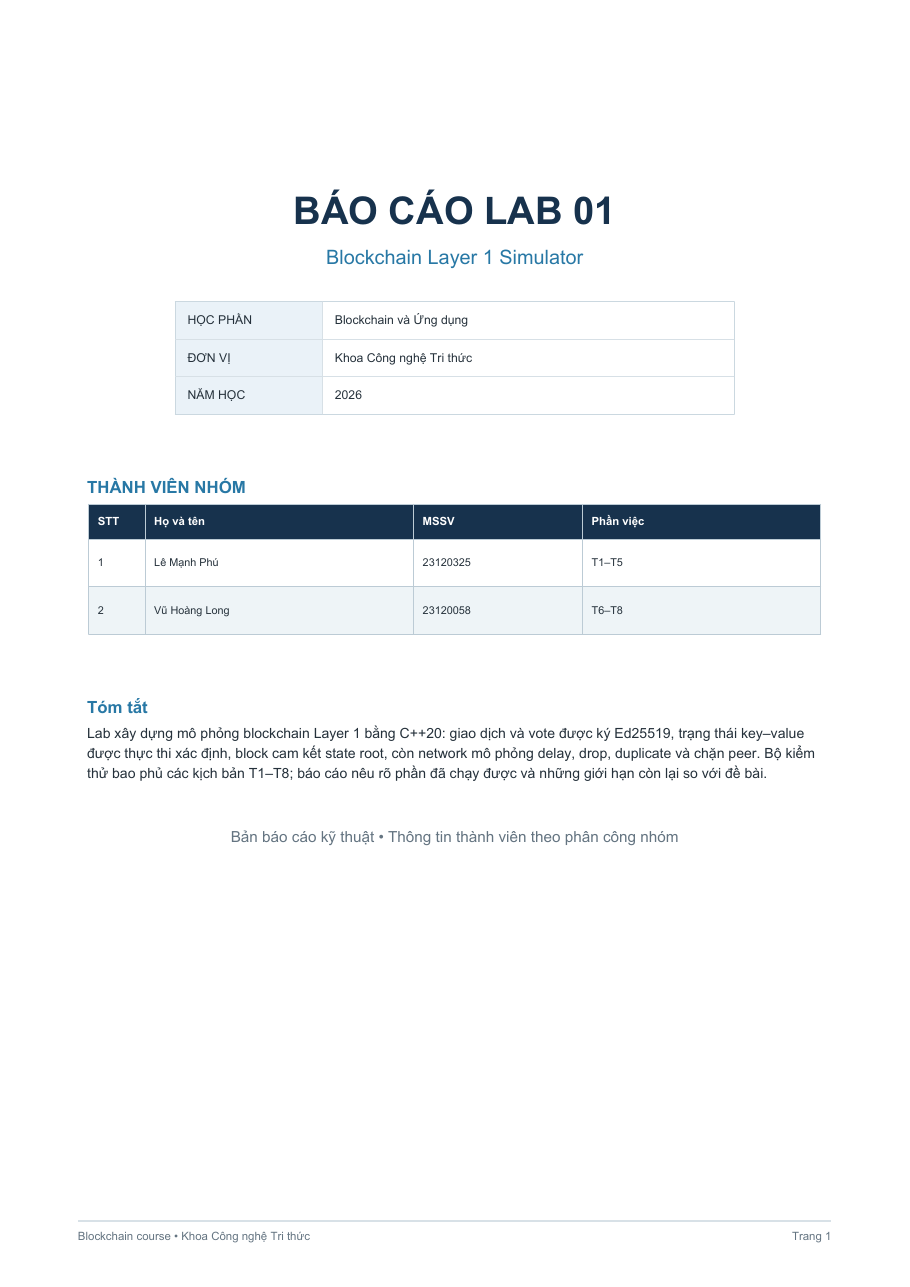 BÁO CÁO LAB 01
Blockchain Layer 1 Simulator
HỌC PHẦN Blockchain và Ứng dụng
ĐƠN VỊ Khoa Công nghệ Tri thức
NĂM HỌC 2026
THÀNH VIÊN NHÓM
STT Họ và tên MSSV Phần việc
1 Lê Mạnh Phú 23120325 T1–T5
2 Vũ Hoàng Long 23120058 T6–T8
Tóm tắt
Lab xây dựng mô phỏng blockchain Layer 1 bằng C++20: giao dịch và vote được ký Ed25519, trạng thái key–value
được thực thi xác định, block cam kết state root, còn network mô phỏng delay, drop, duplicate và chặn peer. Bộ kiểm
thử bao phủ các kịch bản T1–T8; báo cáo nêu rõ phần đã chạy được và những giới hạn còn lại so với đề bài.
Bản báo cáo kỹ thuật • Thông tin thành viên theo phân công nhóm
Blockchain course • Khoa Công nghệ Tri thức Trang 1